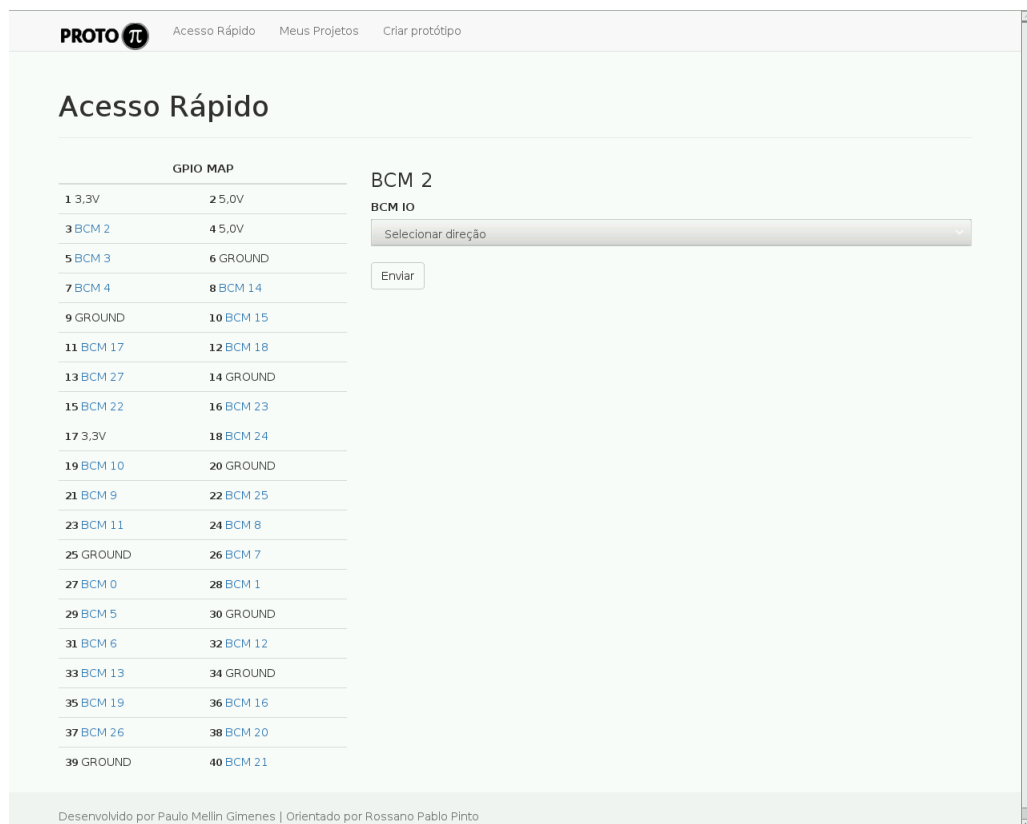 PROTO π Acesso Rápido Meus Projetos Criar protótipo
Acesso Rápido
GPIO MAP
1 3,3V 2 5,0V
3 BCM 2 4 5,0V
5 BCM 3 6 GROUND
7 BCM 4 8 BCM 14
9 GROUND 10 BCM 15
11 BCM 17 12 BCM 18
13 BCM 27 14 GROUND
15 BCM 22 16 BCM 23
17 3,3V 18 BCM 24
19 BCM 10 20 GROUND
21 BCM 9 22 BCM 25
23 BCM 11 24 BCM 8
25 GROUND 26 BCM 7
27 BCM 0 28 BCM 1
29 BCM 5 30 GROUND
31 BCM 6 32 BCM 12
33 BCM 13 34 GROUND
35 BCM 19 36 BCM 16
37 BCM 26 38 BCM 20
39 GROUND 40 BCM 21
BCM 2
BCM IO
Selecionar direção
Enviar
Desenvolvido por Paulo Mellin Gimenes | Orientado por Rossano Pablo Pinto